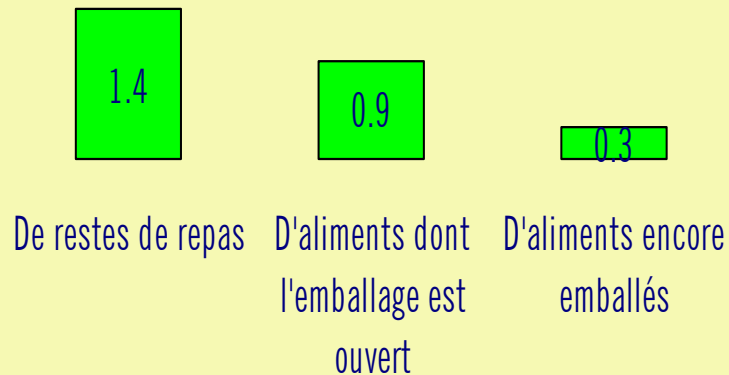 1.4
0.9
0.3
De restes de repas
D'aliments dont
l'emballage est
ouvert
D'aliments encore
emballés